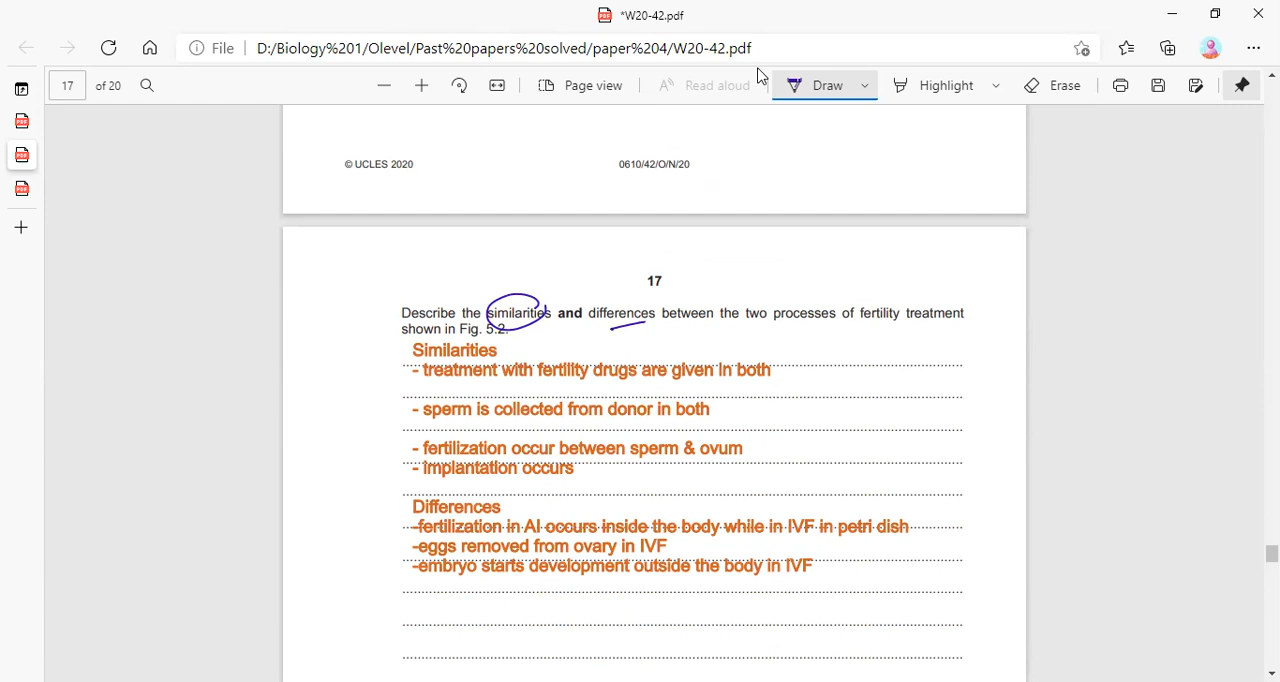 *W20-42.pdf
File D:/Biology%201/Olevel/Past%20papers%20solved/paper%204/W20-42.pdf
17 of 20 Page view Read aloud Draw Highlight Erase
© UCLES 2020 0610/42/O/N/20
17
Describe the similarities and differences between the two processes of fertility treatment
shown in Fig. 5.2.
Similarities
- treatment with fertility drugs are given in both
- sperm is collected from donor in both
- fertilization occur between sperm & ovum
- implantation occurs
Differences
-fertilization in AI occurs inside the body while in IVF in petri dish
-eggs removed from ovary in IVF
-embryo starts development outside the body in IVF